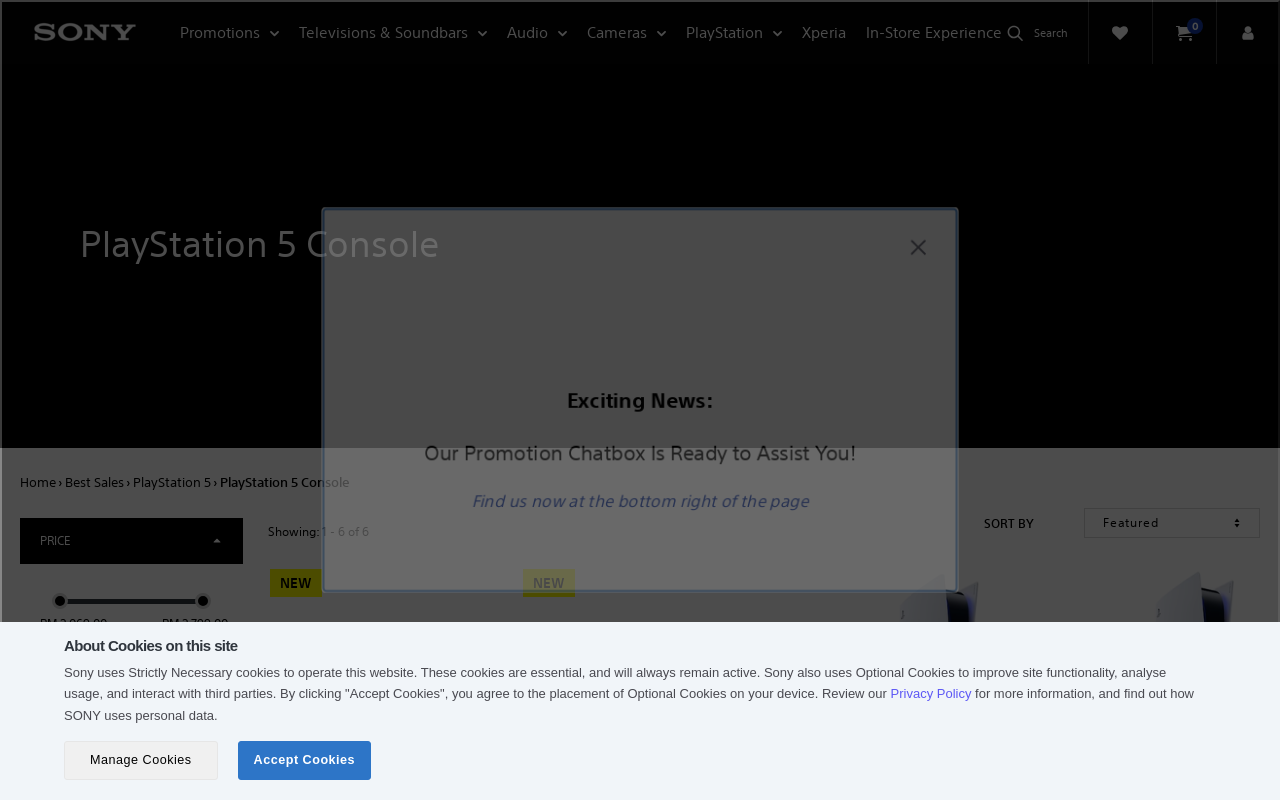 SONY
Promotions Televisions & Soundbars Audio Cameras PlayStation Xperia In-Store Experience Search 0
PlayStation 5 Console
Exciting News:
Our Promotion Chatbox Is Ready to Assist You!
Find us now at the bottom right of the page
Home › Best Sales › PlayStation 5 › PlayStation 5 Console
SORT BY Featured
Showing: 1 - 6 of 6
PRICE
NEW NEW
About Cookies on this site
Sony uses Strictly Necessary cookies to operate this website. These cookies are essential, and will always remain active. Sony also uses Optional Cookies to improve site functionality, analyse
usage, and interact with third parties. By clicking "Accept Cookies", you agree to the placement of Optional Cookies on your device. Review our Privacy Policy for more information, and find out how
SONY uses personal data.
Manage Cookies Accept Cookies